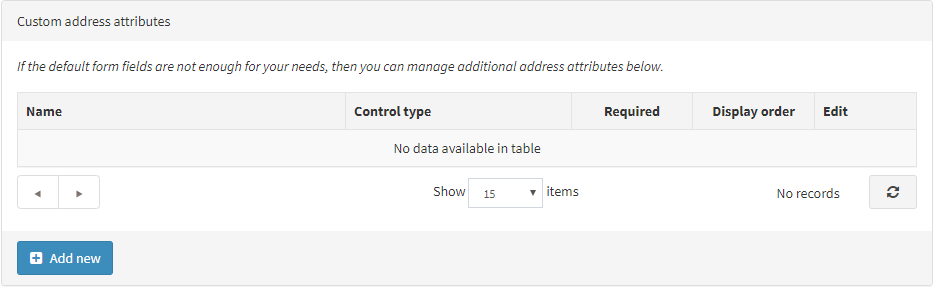 Custom address attributes
If the default form fields are not enough for your needs, then you can manage additional address attributes below.
Name Control type Required Display order Edit
No data available in table
Show 15 items No records
Add new